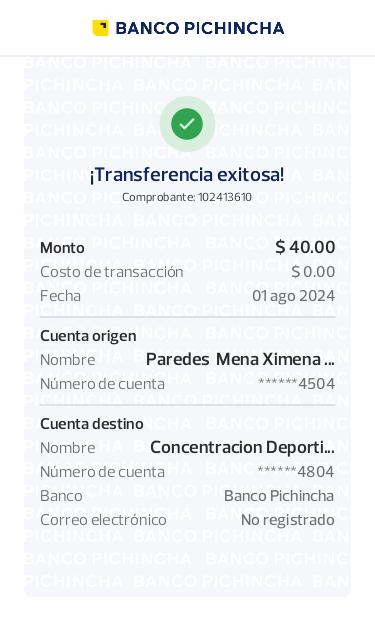 BANCO PICHINCHA
¡Transferencia exitosa!
Comprobante: 102413610
Monto $ 40.00
Costo de transacción $ 0.00
Fecha 01 ago 2024
Cuenta origen
Nombre Paredes Mena Ximena ...
Número de cuenta ******4504
Cuenta destino
Nombre Concentracion Deporti...
Número de cuenta ******4804
Banco Banco Pichincha
Correo electrónico No registrado